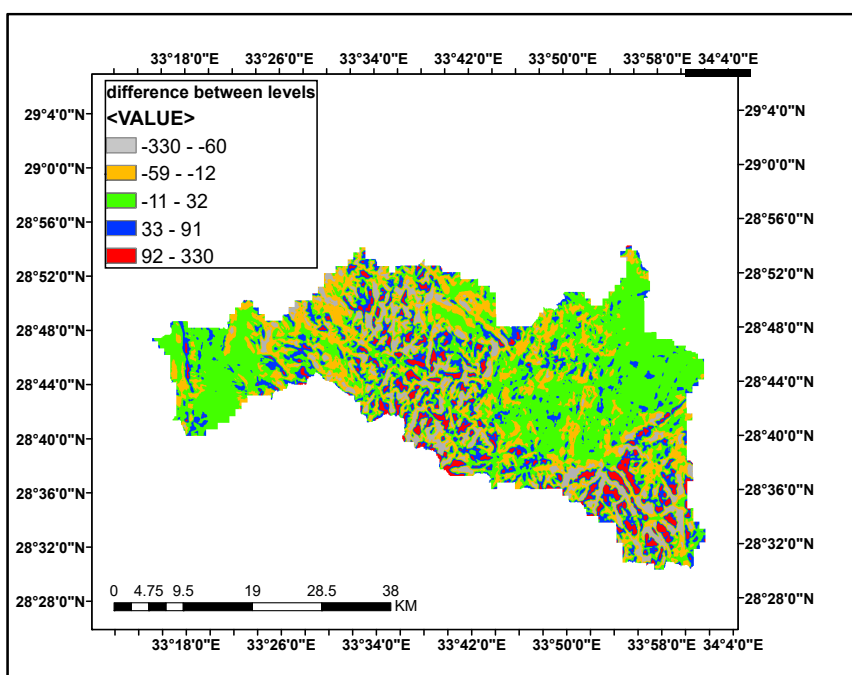 33°18'0"E 33°26'0"E 33°34'0"E 33°42'0"E 33°50'0"E 33°58'0"E 34°4'0"E
difference between levels
<VALUE>
-330 - -60
-59 - -12
-11 - 32
33 - 91
92 - 330
29°4'0"N
29°0'0"N
28°56'0"N
28°52'0"N
28°48'0"N
28°44'0"N
28°40'0"N
28°36'0"N
28°32'0"N
28°28'0"N
29°4'0"N
29°0'0"N
28°56'0"N
28°52'0"N
28°48'0"N
28°44'0"N
28°40'0"N
28°36'0"N
28°32'0"N
28°28'0"N
0 4.75 9.5 19 28.5 38
KM
33°18'0"E 33°26'0"E 33°34'0"E 33°42'0"E 33°50'0"E 33°58'0"E 34°4'0"E